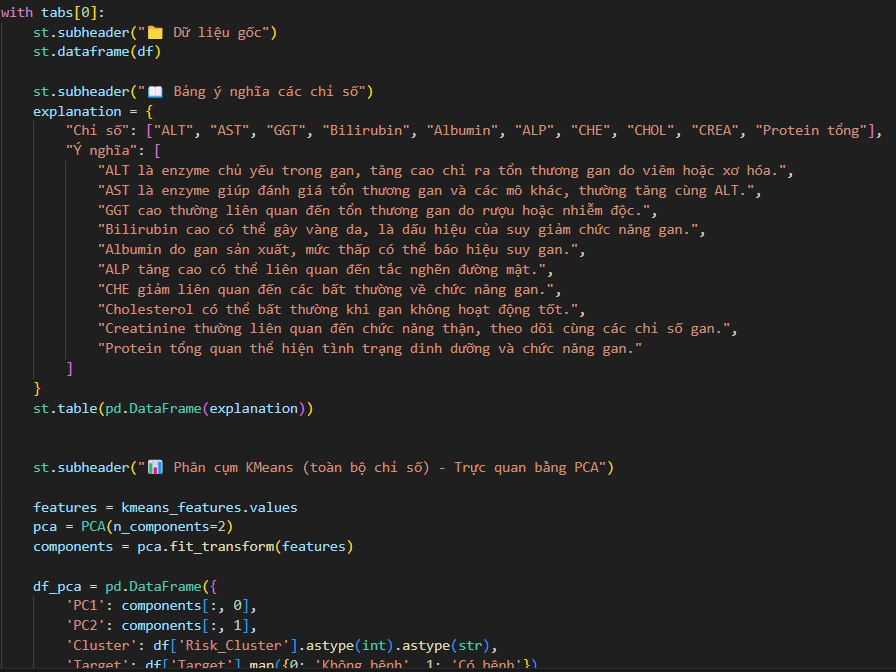 with tabs[0]:
    st.subheader("📁 Dữ liệu gốc")
    st.dataframe(df)

    st.subheader("📖 Bảng ý nghĩa các chỉ số")
    explanation = {
        "Chỉ số": ["ALT", "AST", "GGT", "Bilirubin", "Albumin", "ALP", "CHE", "CHOL", "CREA", "Protein tổng"],
        "Ý nghĩa": [
            "ALT là enzyme chủ yếu trong gan, tăng cao chỉ ra tổn thương gan do viêm hoặc xơ hóa.",
            "AST là enzyme giúp đánh giá tổn thương gan và các mô khác, thường tăng cùng ALT.",
            "GGT cao thường liên quan đến tổn thương gan do rượu hoặc nhiễm độc.",
            "Bilirubin cao có thể gây vàng da, là dấu hiệu của suy giảm chức năng gan.",
            "Albumin do gan sản xuất, mức thấp có thể báo hiệu suy gan.",
            "ALP tăng cao có thể liên quan đến tắc nghẽn đường mật.",
            "CHE giảm liên quan đến các bất thường về chức năng gan.",
            "Cholesterol có thể bất thường khi gan không hoạt động tốt.",
            "Creatinine thường liên quan đến chức năng thận, theo dõi cùng các chỉ số gan.",
            "Protein tổng quan thể hiện tình trạng dinh dưỡng và chức năng gan."
        ]
    }
    st.table(pd.DataFrame(explanation))

    st.subheader("📊 Phân cụm KMeans (toàn bộ chỉ số) - Trực quan bằng PCA")

    features = kmeans_features.values
    pca = PCA(n_components=2)
    components = pca.fit_transform(features)

    df_pca = pd.DataFrame({
        'PC1': components[:, 0],
        'PC2': components[:, 1],
        'Cluster': df['Risk_Cluster'].astype(int).astype(str),
        'Target': df['Target'].map({0: 'Không bệnh', 1: 'Có bệnh'})